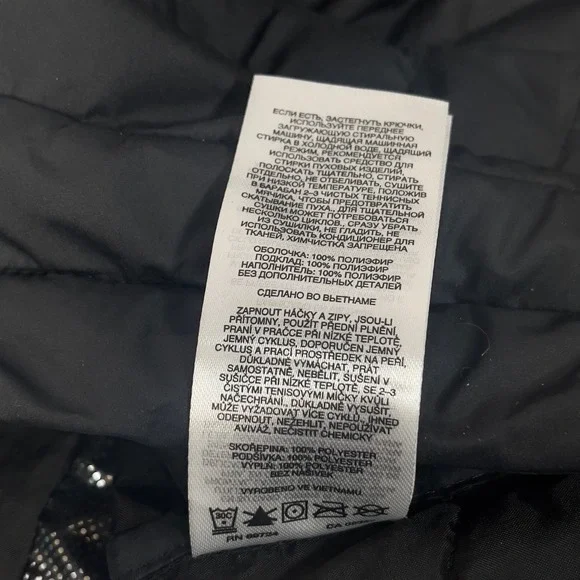 ЕСЛИ ЕСТЬ, ЗАСТЕГНУТЬ КРЮЧКИ,
ИСПОЛЬЗУЙТЕ ПЕРЕДНЕЕ
ЗАГРУЖАЮЩУЮ СТИРАЛЬНУЮ
МАШИНУ, ЩАДЯЩАЯ МАШИННАЯ
СТИРКА В ХОЛОДНОЙ ВОДЕ, ЩАДЯЩИЙ
РЕЖИМ, РЕКОМЕНДУЕТСЯ
ИСПОЛЬЗОВАТЬ СРЕДСТВО ДЛЯ
СТИРКИ ПУХОВЫХ ИЗДЕЛИЙ,
ПОЛОСКАТЬ ТЩАТЕЛЬНО, СТИРАТЬ
ОТДЕЛЬНО, НЕ ОТБЕЛИВАТЬ, СУШИТЕ
ПРИ НИЗКОЙ ТЕМПЕРАТУРЕ, ПОЛОЖИВ
В БАРАБАН 2–3 ЧИСТЫХ ТЕННИСНЫХ
МЯЧИКА, ЧТОБЫ ПРЕДОТВРАТИТЬ
СКАТЫВАНИЕ ПУХА., ДЛЯ ТЩАТЕЛЬНОЙ
СУШКИ МОЖЕТ ПОТРЕБОВАТЬСЯ
НЕСКОЛЬКО ЦИКЛОВ., СРАЗУ УБРАТЬ
ИЗ СУШИЛКИ, НЕ ГЛАДИТЬ, НЕ
ИСПОЛЬЗОВАТЬ КОНДИЦИОНЕР ДЛЯ
ТКАНЕЙ, ХИМЧИСТКА ЗАПРЕЩЕНА
ОБОЛОЧКА: 100% ПОЛИЭФИР
ПОДКЛАД: 100% ПОЛИЭФИР
НАПОЛНИТЕЛЬ: 100% ПОЛИЭФИР
БЕЗ ДОПОЛНИТЕЛЬНЫХ ДЕТАЛЕЙ
СДЕЛАНО ВО ВЬЕТНАМЕ
ZAPNOUT HÁČKY A ZIPY, JSOU-LI
PŘÍTOMNY, POUŽÍT PŘEDNÍ PLNĚNÍ,
PRANÍ V PRAČCE PŘI NÍZKÉ TEPLOTĚ,
JEMNÝ CYKLUS, DOPORUČEN JEMNÝ
CYKLUS A PRACÍ PROSTŘEDEK NA PEŘÍ,
DŮKLADNĚ VYMÁCHAT, PRÁT
SAMOSTATNĚ, NEBĚLIT, SUŠENÍ V
SUŠIČCE PŘI NÍZKÉ TEPLOTĚ, SE 2–3
ČISTÝMI TENISOVÝMI MÍČKY KVŮLI
NAČECHRÁNÍ., DŮKLADNÉ VYSUŠENÍ,
MŮŽE VYŽADOVAT VÍCE CYKLŮ, IHNED
ODEPNOUT, NEŽEHLIT, NEPOUŽÍVAT
AVIVÁŽ, NEČISTIT CHEMICKY
SKOŘEPINA: 100% POLYESTER
PODŠÍVKA: 100% POLYESTER
VÝPLŇ: 100% POLYESTER
BEZ NÁŠIVEK
VYROBENO VE VIETNAMU
30C
RN 69724 CA